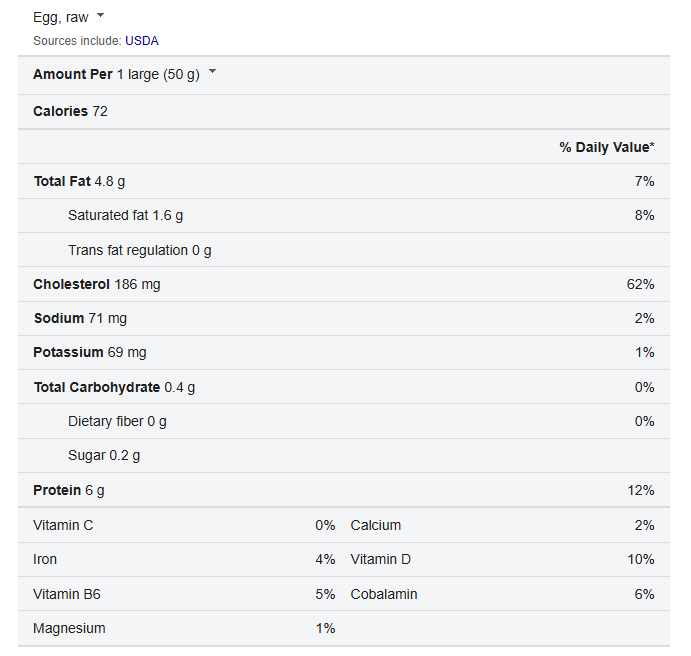 Egg, raw
Sources include: USDA
Amount Per 1 large (50 g)
Calories 72
% Daily Value*
Total Fat 4.8 g 7%
Saturated fat 1.6 g 8%
Trans fat regulation 0 g
Cholesterol 186 mg 62%
Sodium 71 mg 2%
Potassium 69 mg 1%
Total Carbohydrate 0.4 g 0%
Dietary fiber 0 g 0%
Sugar 0.2 g
Protein 6 g 12%
Vitamin C 0% Calcium 2%
Iron 4% Vitamin D 10%
Vitamin B6 5% Cobalamin 6%
Magnesium 1%